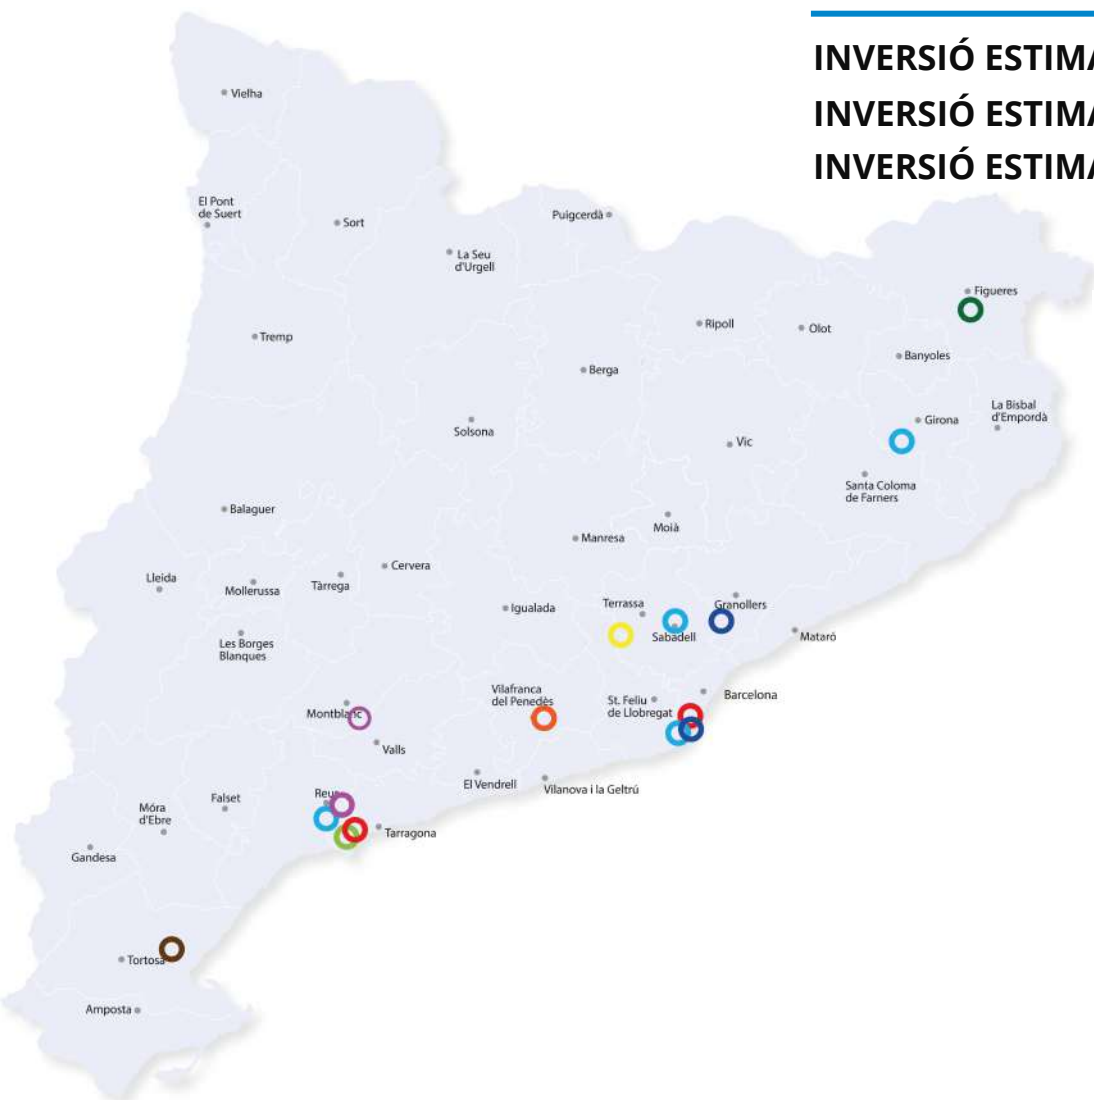 INVERSIÓ ESTIMA
INVERSIÓ ESTIMA
INVERSIÓ ESTIMA
Vielha
El Pont
de Suert
Sort
Puigcerdà
La Seu
d'Urgell
Figueres
Tremp
Ripoll
Olot
Banyoles
Berga
La Bisbal
d'Empordà
Girona
Solsona
Vic
Santa Coloma
de Farners
Balaguer
Moià
Manresa
Cervera
Lleida
Mollerussa
Tàrrega
Igualada
Terrassa
Granollers
Sabadell
Mataró
Les Borges
Blanques
Vilafranca
del Penedès
St. Feliu
de Llobregat
Barcelona
Montblanc
Valls
El Vendrell
Vilanova i la Geltrú
Reus
Falset
Móra
d'Ebre
Tarragona
Gandesa
Tortosa
Amposta